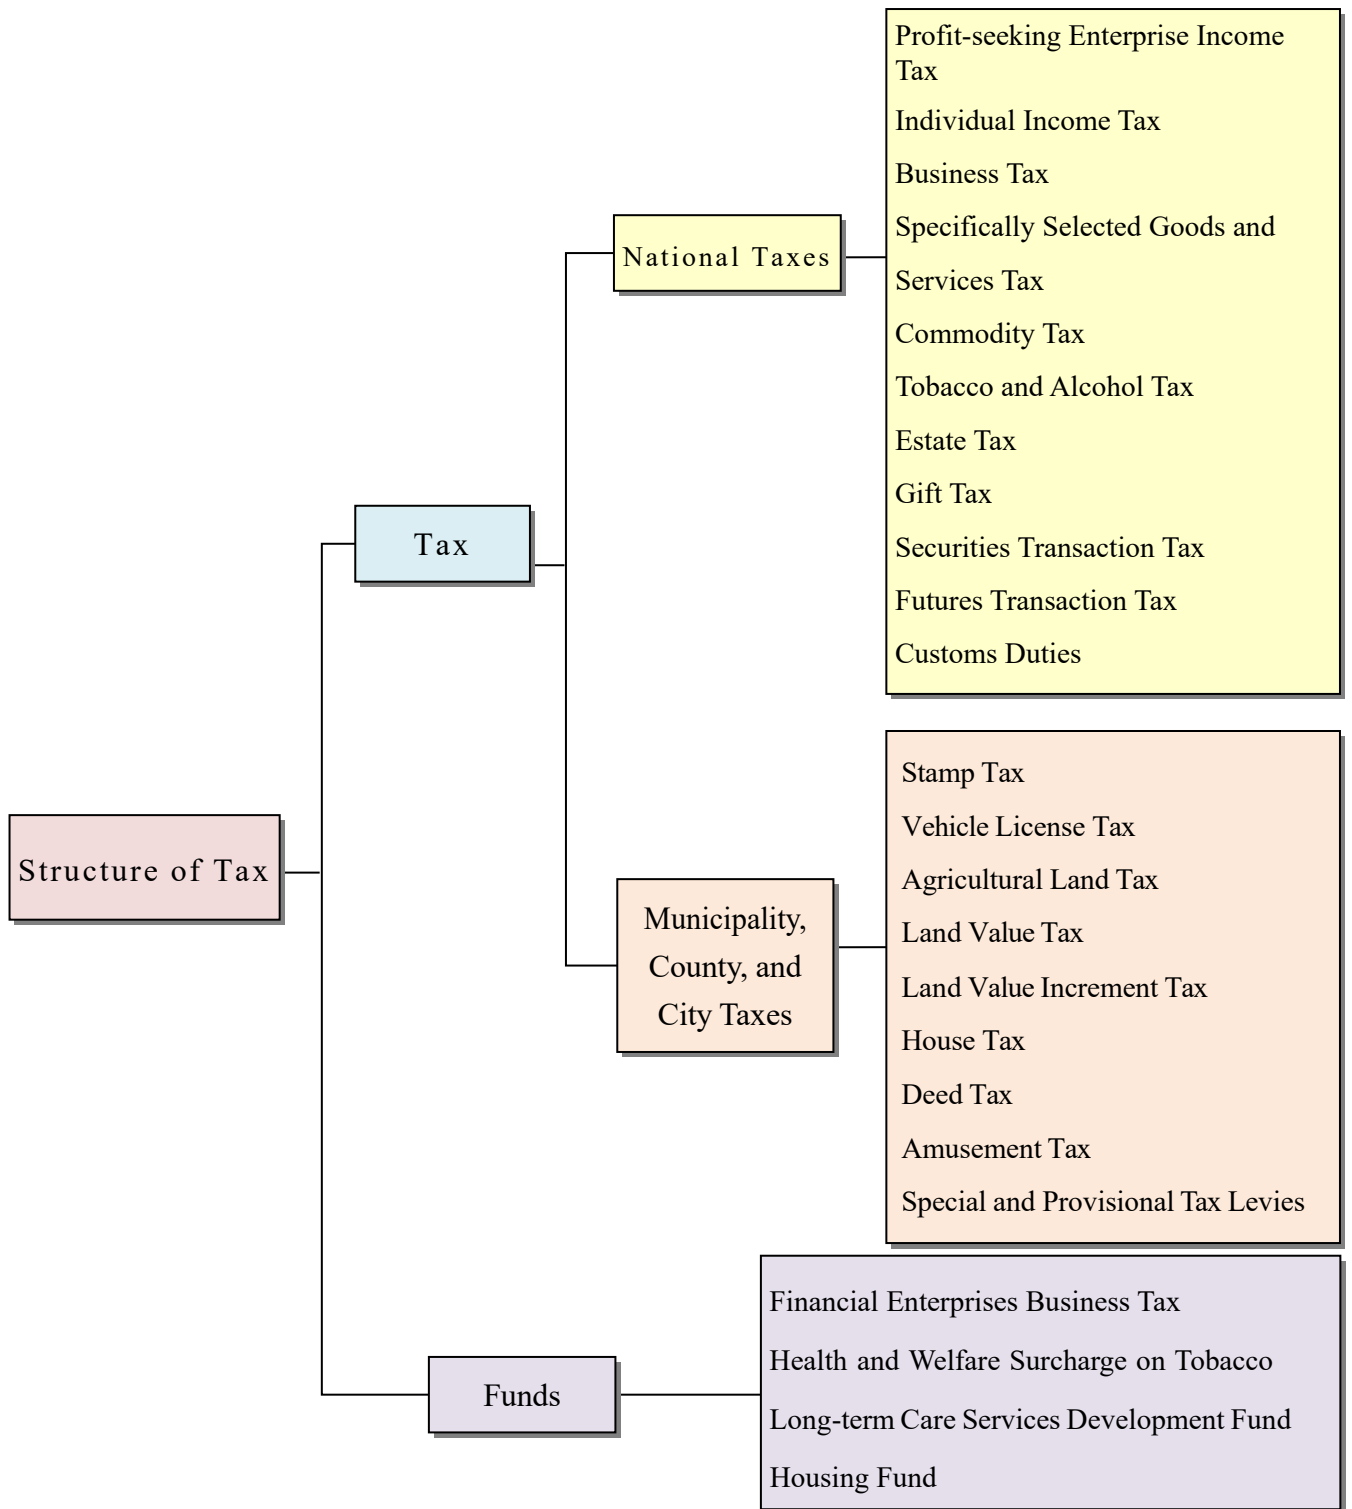 Structure of Tax
Tax
National Taxes
Profit-seeking Enterprise Income
Tax
Individual Income Tax
Business Tax
Specifically Selected Goods and
Services Tax
Commodity Tax
Tobacco and Alcohol Tax
Estate Tax
Gift Tax
Securities Transaction Tax
Futures Transaction Tax
Customs Duties
Municipality,
County, and
City Taxes
Stamp Tax
Vehicle License Tax
Agricultural Land Tax
Land Value Tax
Land Value Increment Tax
House Tax
Deed Tax
Amusement Tax
Special and Provisional Tax Levies
Funds
Financial Enterprises Business Tax
Health and Welfare Surcharge on Tobacco
Long-term Care Services Development Fund
Housing Fund